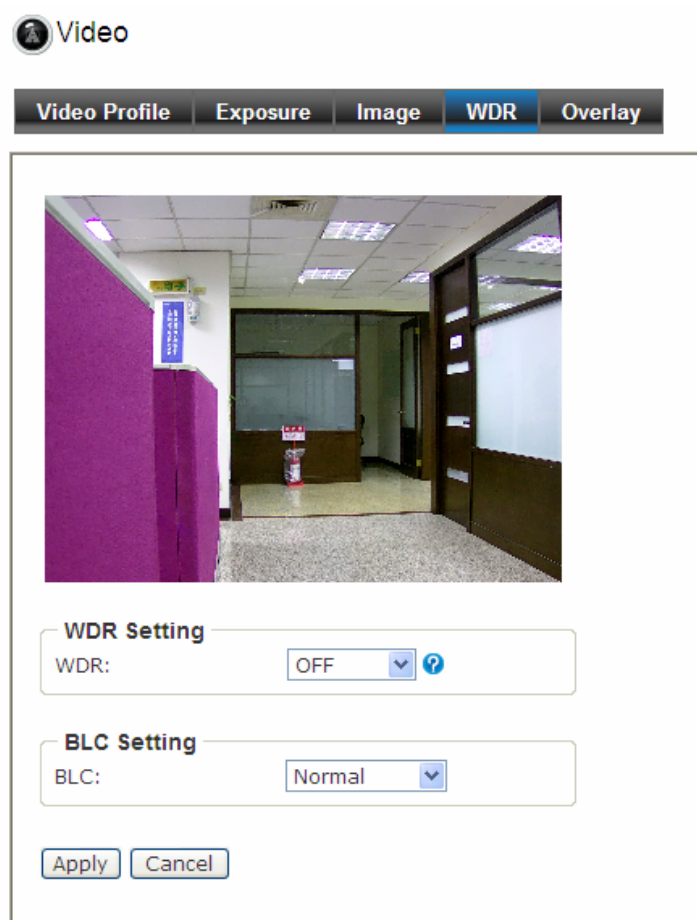 Video
Video Profile Exposure Image WDR Overlay
WDR Setting
WDR: OFF ?
BLC Setting
BLC: Normal
Apply Cancel